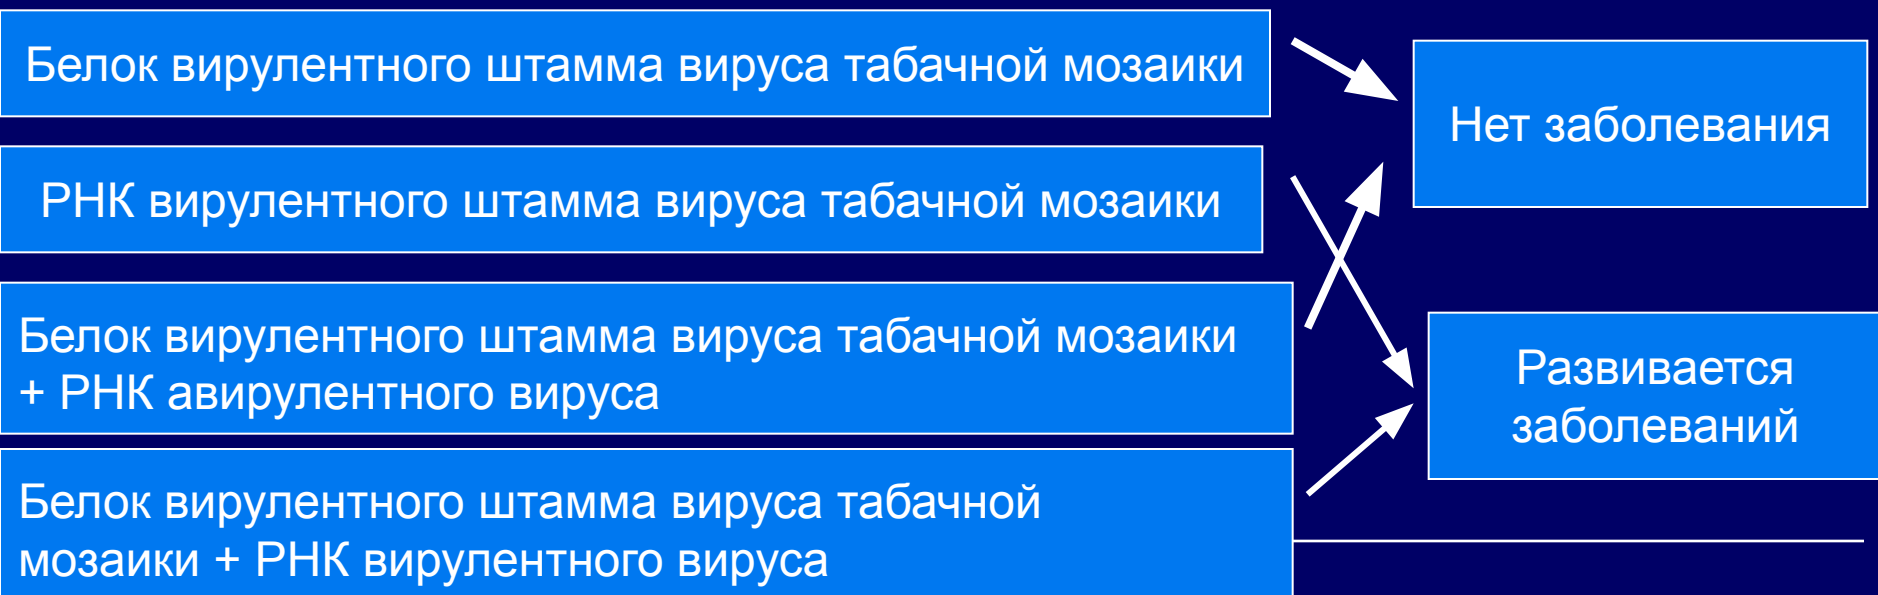 Белок вирулентного штамма вируса табачной мозаики
Нет заболевания
РНК вирулентного штамма вируса табачной мозаики
Белок вирулентного штамма вируса табачной мозаики
+ РНК авирулентного вируса
Развивается
заболеваний
Белок вирулентного штамма вируса табачной
мозаики + РНК вирулентного вируса